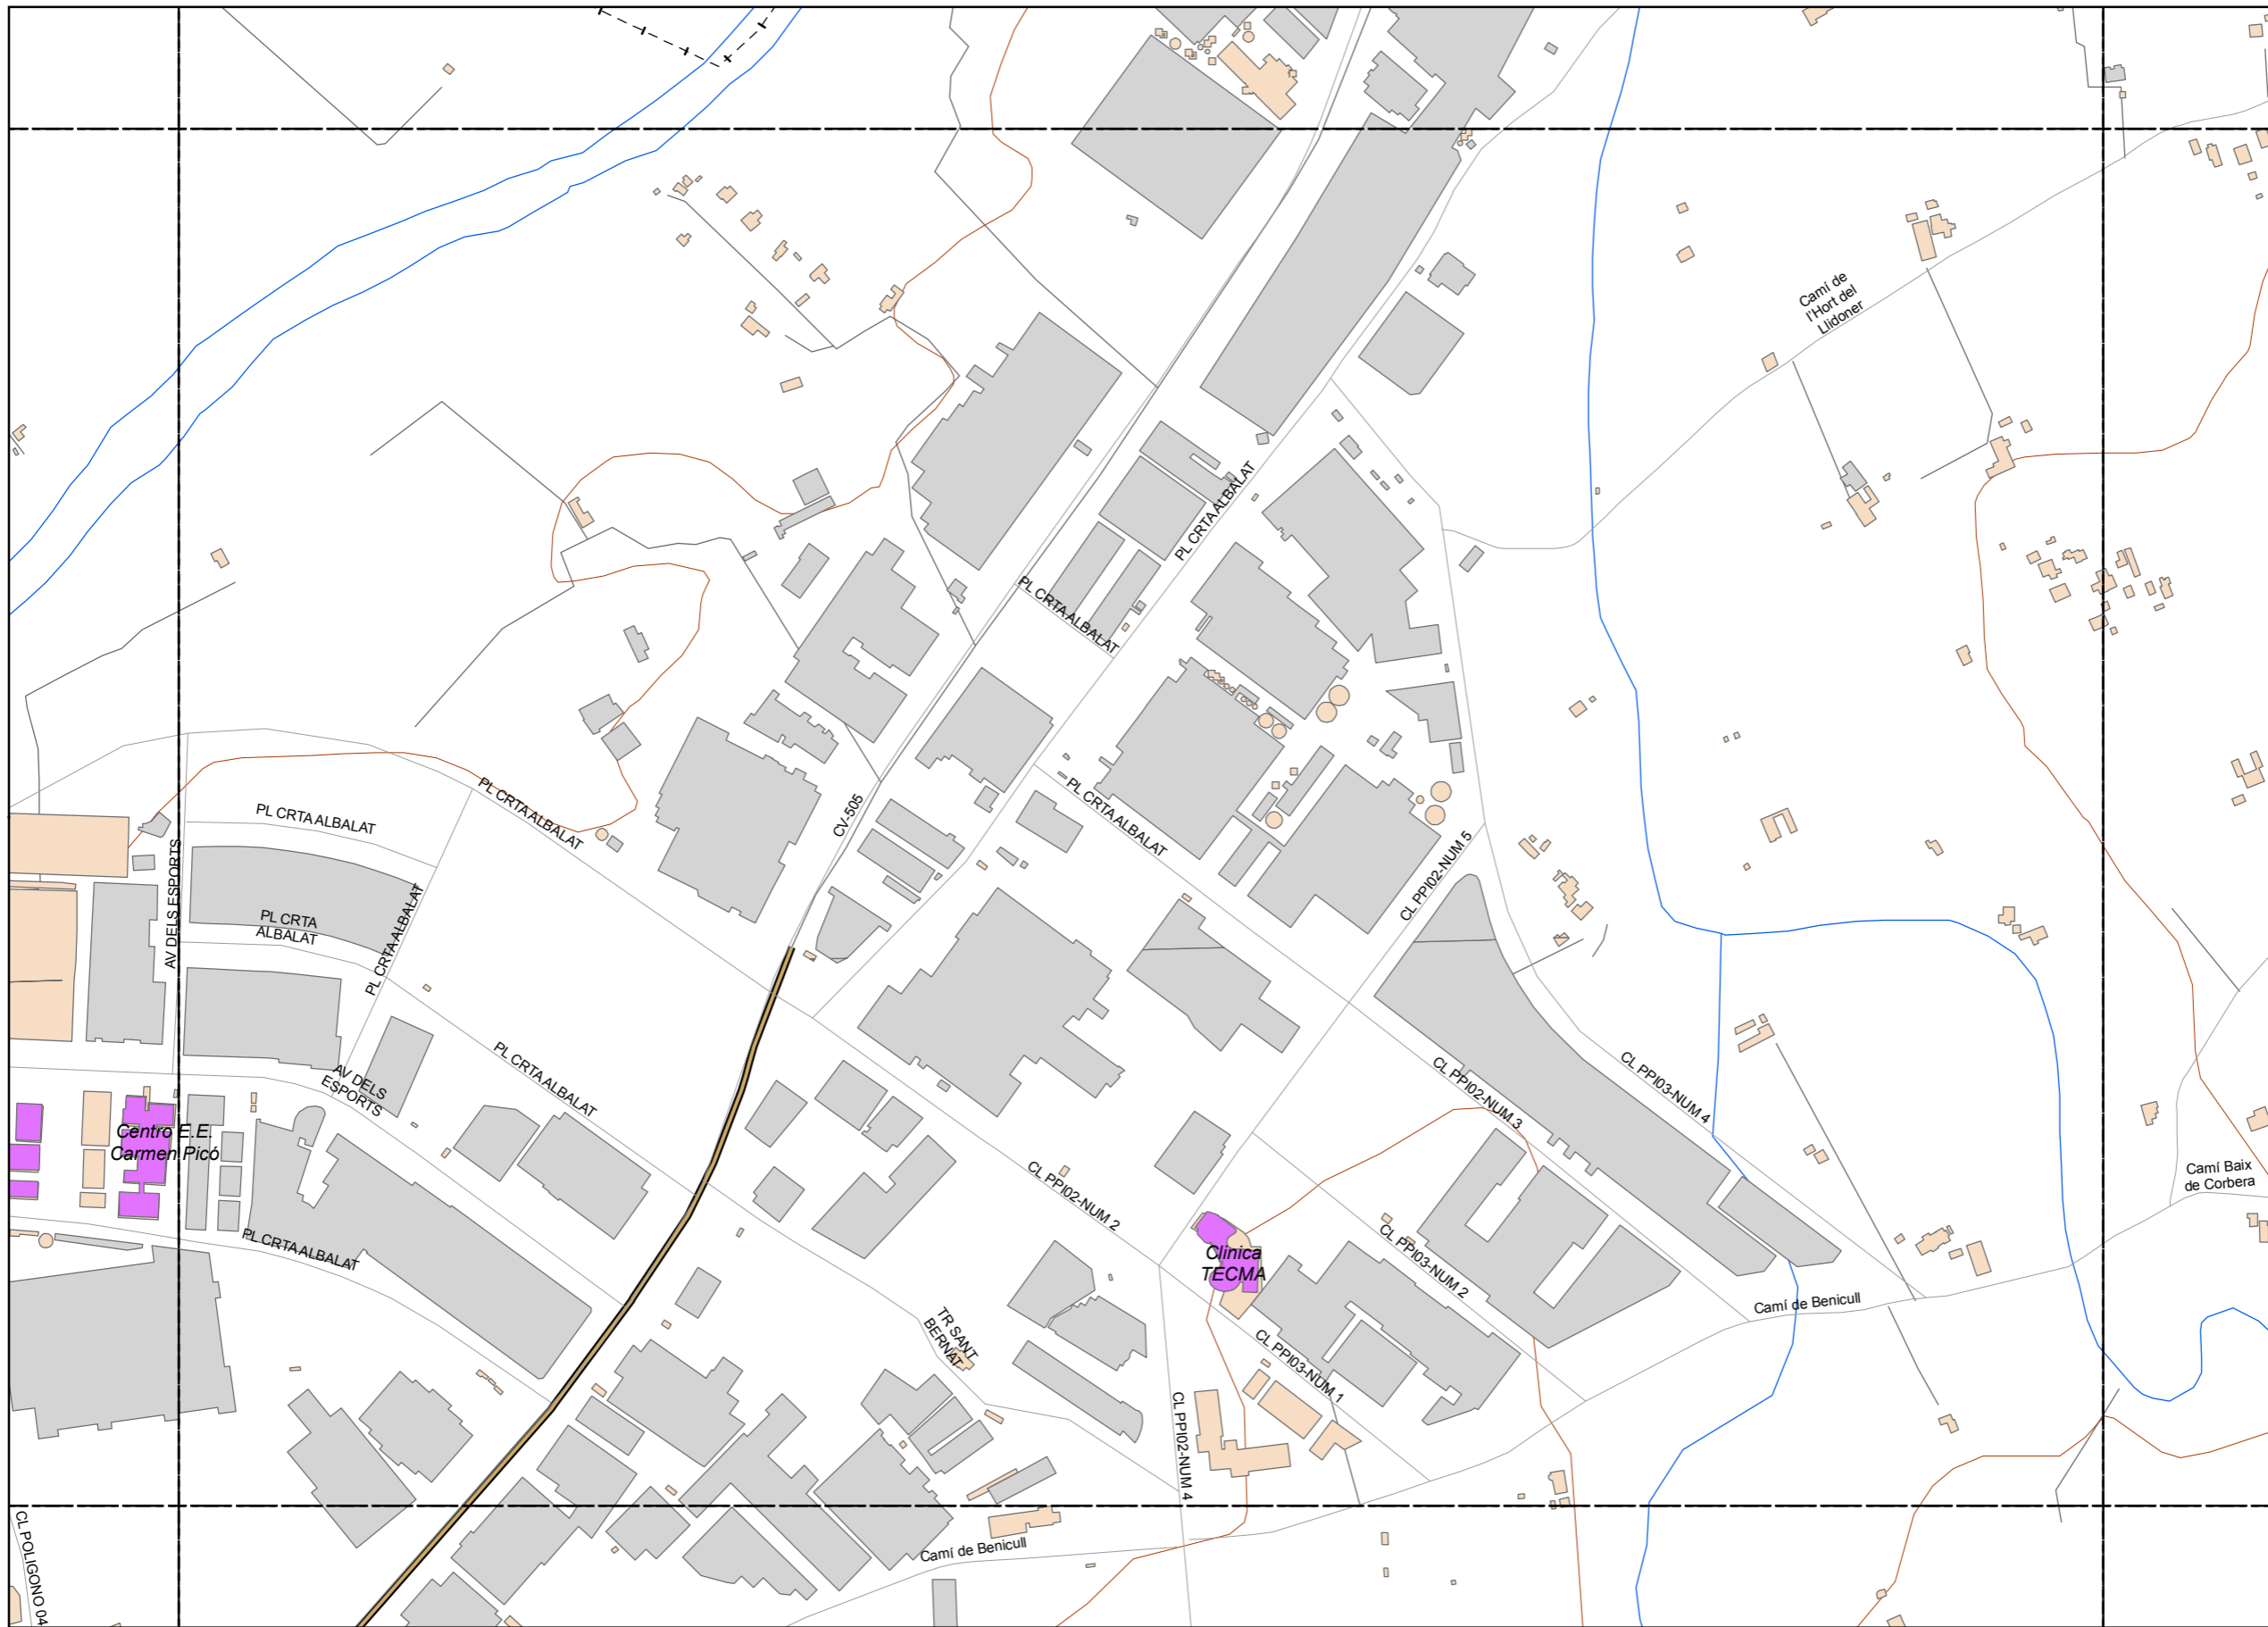 Camí de
l'Hort del
Llidoner
PL CRTA ALBALAT
PL CRTA ALBALAT
PL CRTA ALBALAT
PL CRTA ALBALAT
PL CRTA ALBALAT
CV-505
CL PPI02-NUM 5
AV DELS ESPORTS
PL CRTA ALBALAT
PL CRTA
ALBALAT
PL CRTA ALBALAT
AV DELS
ESPORTS
CL PPI02-NUM 3
CL PPI03-NUM 4
Centro E.E.
Carmen Picó
CL PPI02-NUM 2
Camí Baix
de Corbera
PL CRTA ALBALAT
Clínica
TECMA
CL PPI03-NUM 2
Camí de Benicull
TR SANT
BERNAT
CL PPI03-NUM 1
CL PPI02-NUM 4
Camí de Benicull
CL POLIGONO 04